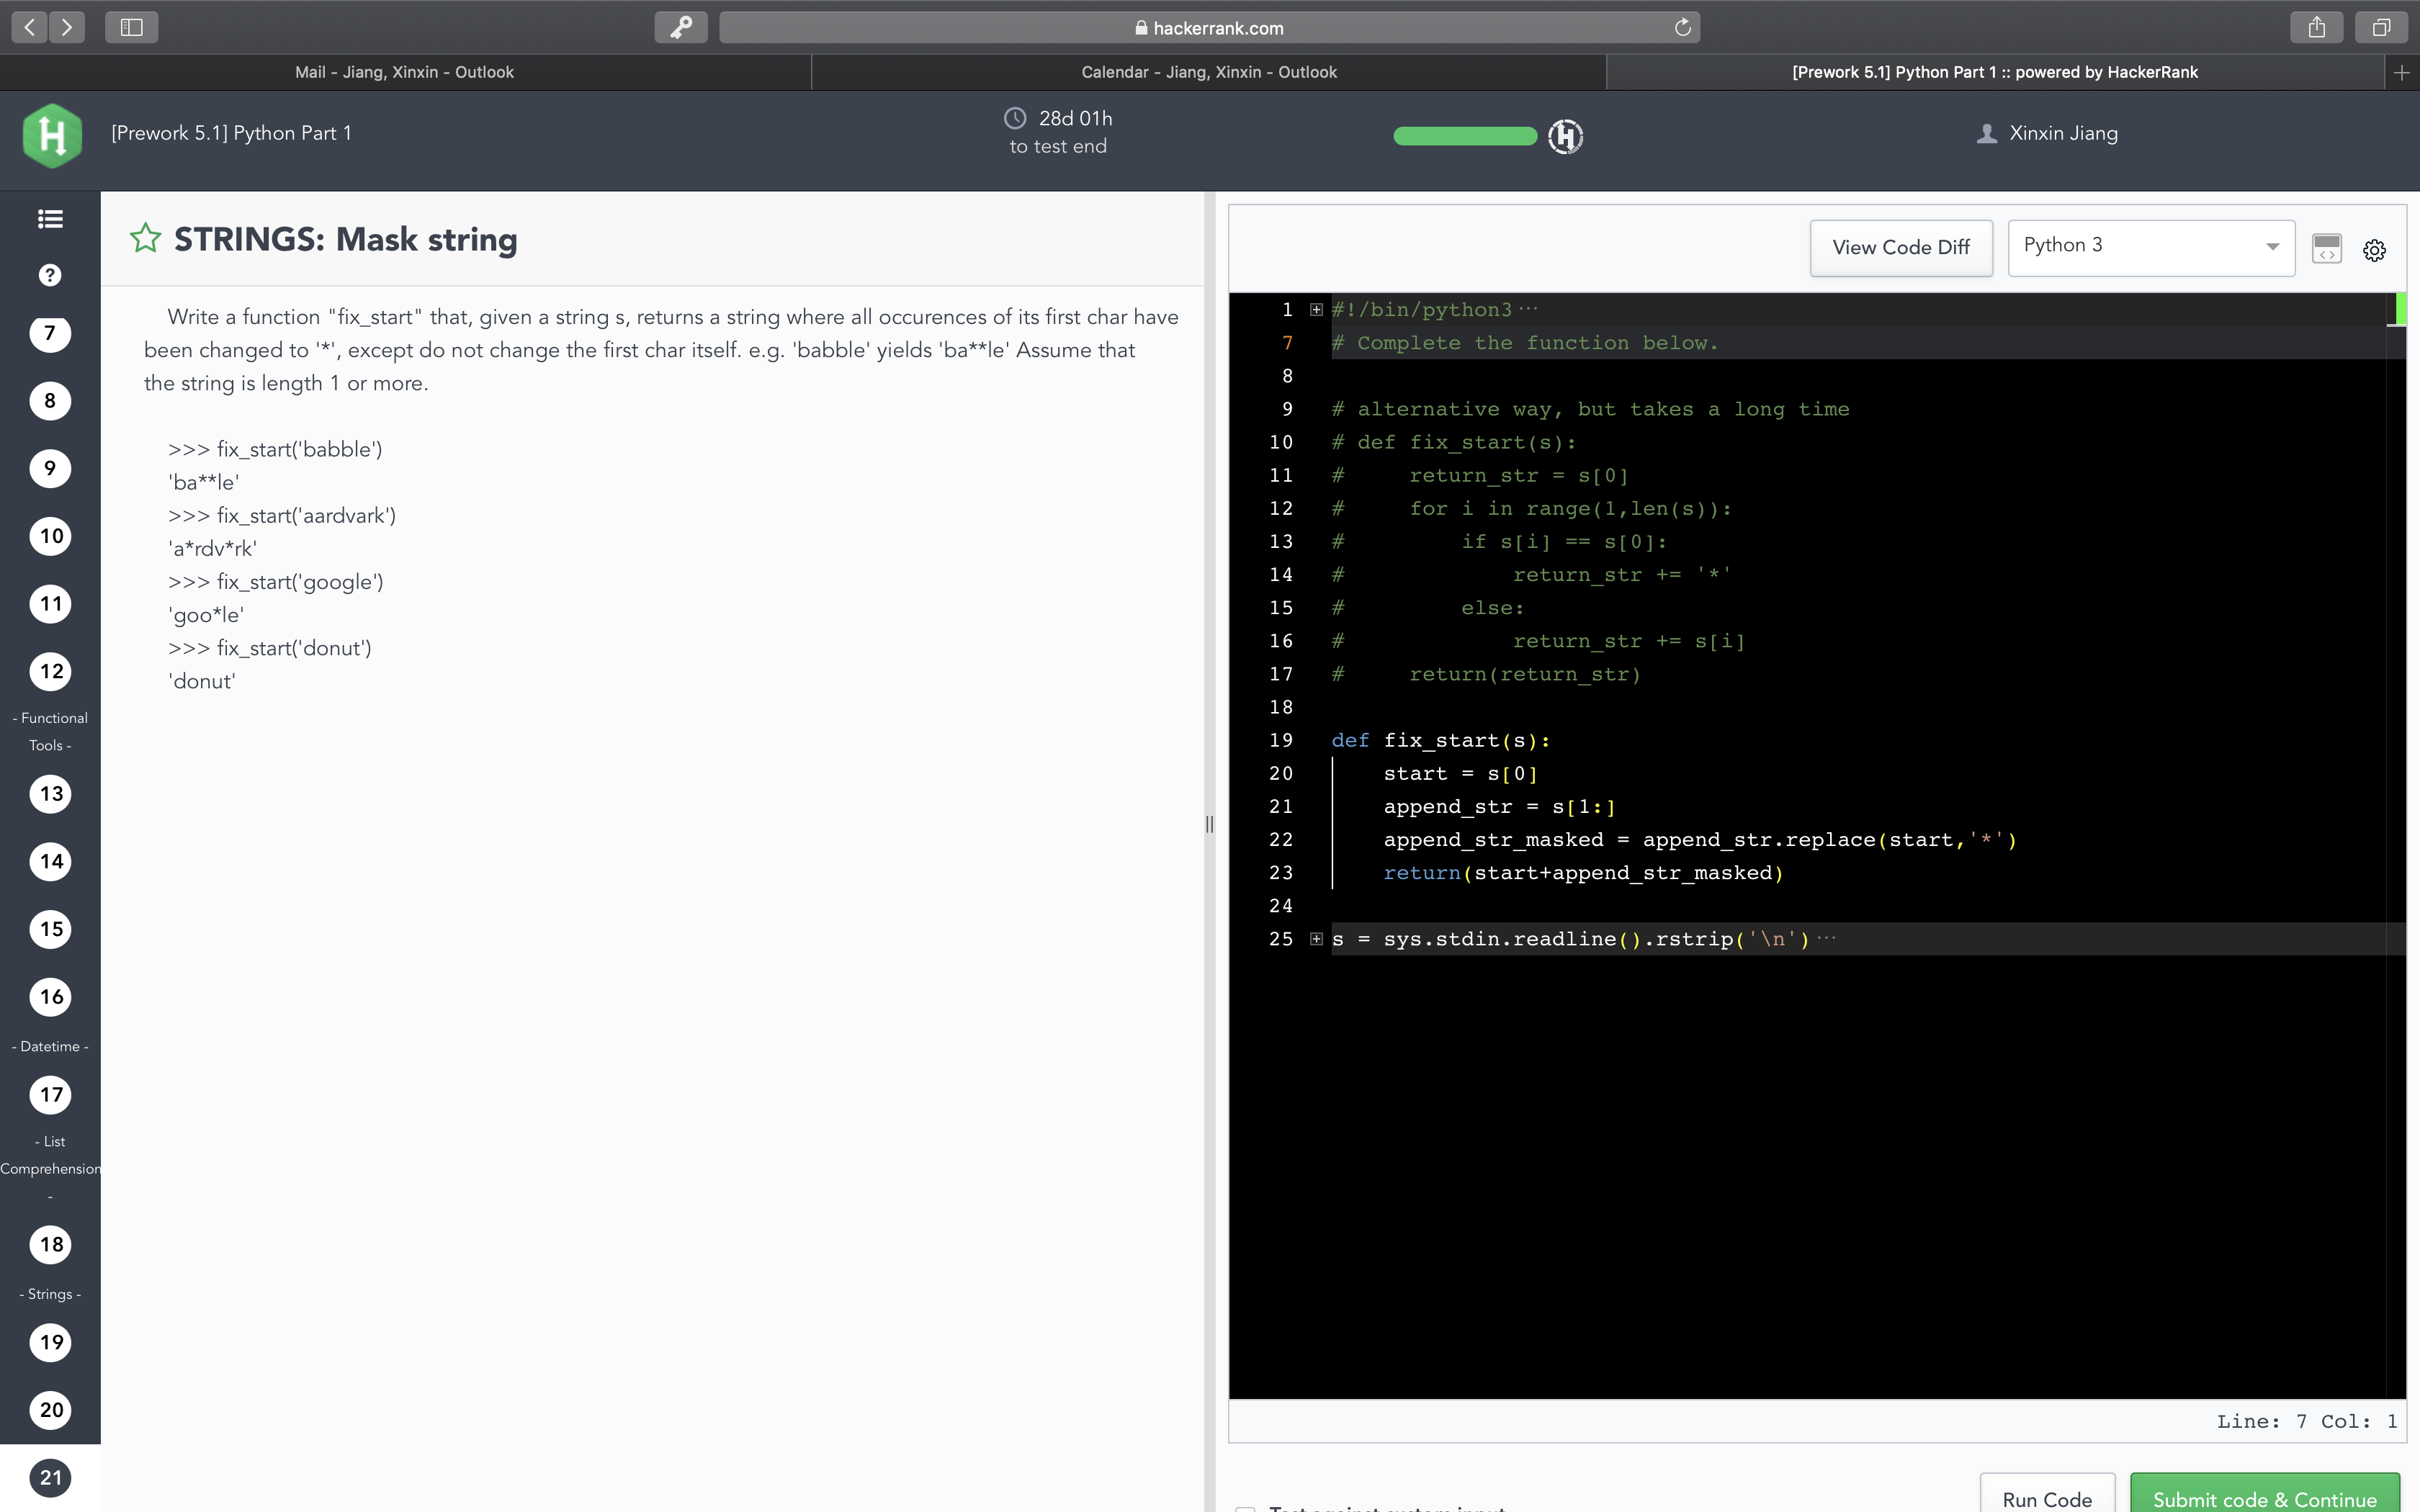 hackerrank.com
Mail - Jiang, Xinxin - Outlook
Calendar - Jiang, Xinxin - Outlook
[Prework 5.1] Python Part 1 :: powered by HackerRank
[Prework 5.1] Python Part 1
28d 01h
to test end
Xinxin Jiang
7
8
9
10
11
12
- Functional
Tools -
13
14
15
16
- Datetime -
17
- List
Comprehension
-
18
- Strings -
19
20
21
STRINGS: Mask string
Write a function "fix_start" that, given a string s, returns a string where all occurences of its first char have
been changed to '*', except do not change the first char itself. e.g. 'babble' yields 'ba**le' Assume that
the string is length 1 or more.
>>> fix_start('babble')
'ba**le'
>>> fix_start('aardvark')
'a*rdv*rk'
>>> fix_start('google')
'goo*le'
>>> fix_start('donut')
'donut'
View Code Diff
Python 3
1 #!/bin/python3···
7 # Complete the function below.
8
9 # alternative way, but takes a long time
10 # def fix_start(s):
11 #     return_str = s[0]
12 #     for i in range(1,len(s)):
13 #         if s[i] == s[0]:
14 #             return_str += '*'
15 #         else:
16 #             return_str += s[i]
17 #     return(return_str)
18
19 def fix_start(s):
20     start = s[0]
21     append_str = s[1:]
22     append_str_masked = append_str.replace(start,'*')
23     return(start+append_str_masked)
24
25 s = sys.stdin.readline().rstrip('\n')···
Line: 7 Col: 1
Test against custom input
Run Code
Submit code & Continue